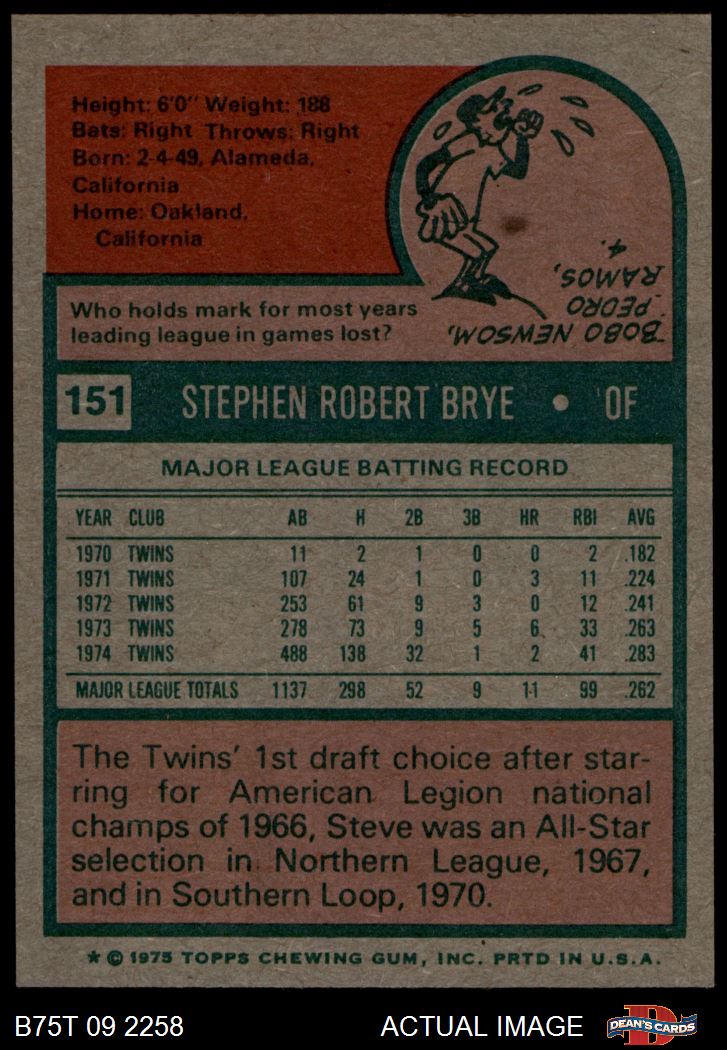 Height: 6'0" Weight: 188
Bats: Right Throws: Right
Born: 2-4-49, Alameda,
California
Home: Oakland,
California
Who holds mark for most years
leading league in games lost?
BOBO NEWSOM,
PEDRO
RAMOS,
4.
151 STEPHEN ROBERT BRYE • OF
MAJOR LEAGUE BATTING RECORD
YEAR CLUB AB H 2B 3B HR RBI AVG
1970 TWINS 11 2 1 0 0 2 .182
1971 TWINS 107 24 1 0 3 11 .224
1972 TWINS 253 61 9 3 0 12 .241
1973 TWINS 278 73 9 5 6 33 .263
1974 TWINS 488 138 32 1 2 41 .283
MAJOR LEAGUE TOTALS 1137 298 52 9 11 99 .262
The Twins' 1st draft choice after star-
ring for American Legion national
champs of 1966, Steve was an All-Star
selection in Northern League, 1967,
and in Southern Loop, 1970.
* © 1975 TOPPS CHEWING GUM, INC. PRTD IN U.S.A.
B75T 09 2258 ACTUAL IMAGE D DEAN'S CARDS